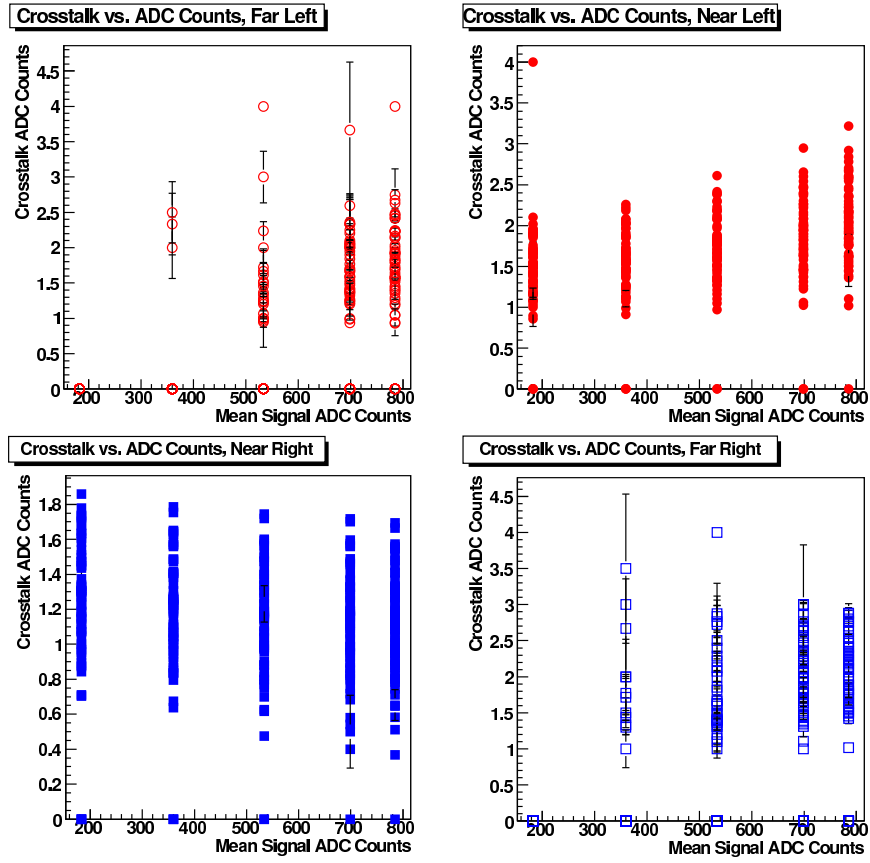 Crosstalk vs. ADC Counts, Far Left
Crosstalk ADC Counts
4.5
4
3.5
3
2.5
2
1.5
1
0.5
0
200 300 400 500 600 700 800
Mean Signal ADC Counts
Crosstalk vs. ADC Counts, Near Left
Crosstalk ADC Counts
4
3.5
3
2.5
2
1.5
1
0.5
0
200 300 400 500 600 700 800
Mean Signal ADC Counts
Crosstalk vs. ADC Counts, Near Right
Crosstalk ADC Counts
1.8
1.6
1.4
1.2
1
0.8
0.6
0.4
0.2
0
200 300 400 500 600 700 800
Mean Signal ADC Counts
Crosstalk vs. ADC Counts, Far Right
Crosstalk ADC Counts
4.5
4
3.5
3
2.5
2
1.5
1
0.5
0
200 300 400 500 600 700 800
Mean Signal ADC Counts